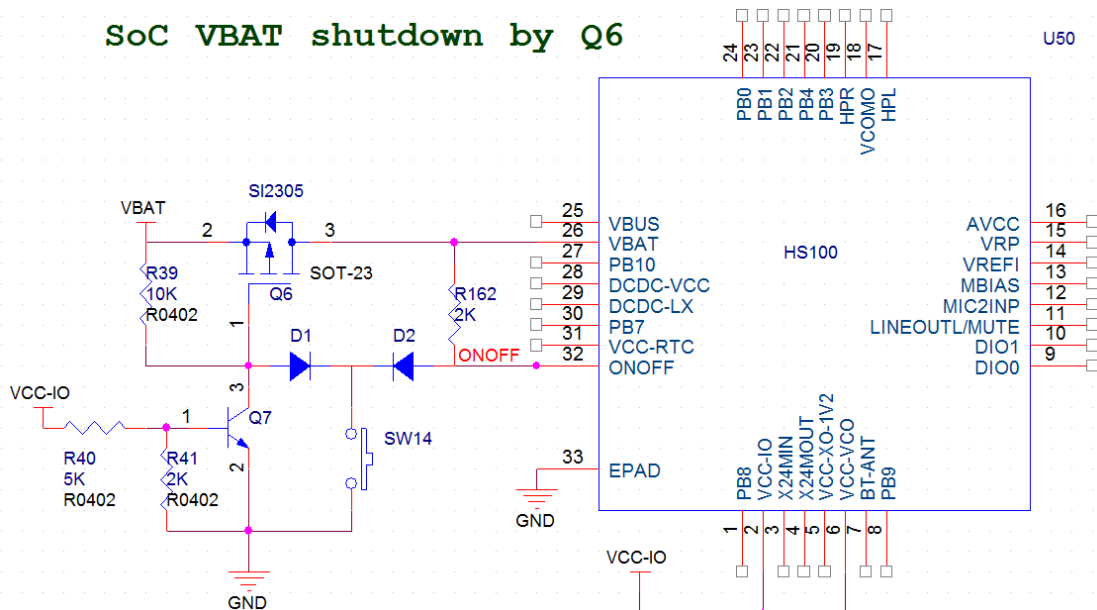 SoC VBAT shutdown by Q6
U50
24 23 22 21 20 19 18 17
PB0 PB1 PB2 PB4 PB3 HPR VCOMO HPL
SI2305
VBAT
2 3
SOT-23
Q6
1
R39
10K
R0402
R162
2K
D1 D2
ONOFF
HS100
25 VBUS
26 VBAT
27 PB10
28 DCDC-VCC
29 DCDC-LX
30 PB7
31 VCC-RTC
32 ONOFF
33 EPAD
GND
AVCC 16
VRP 15
VREFI 14
MBIAS 13
MIC2INP 12
LINEOUTL/MUTE 11
DIO1 10
DIO0 9
VCC-IO
3
1
Q7
2
SW14
R40
5K
R0402
R41
2K
R0402
GND
PB8 VCC-IO X24MIN X24MOUT VCC-XO-1V2 VCC-VCO BT-ANT PB9
1 2 3 4 5 6 7 8
VCC-IO